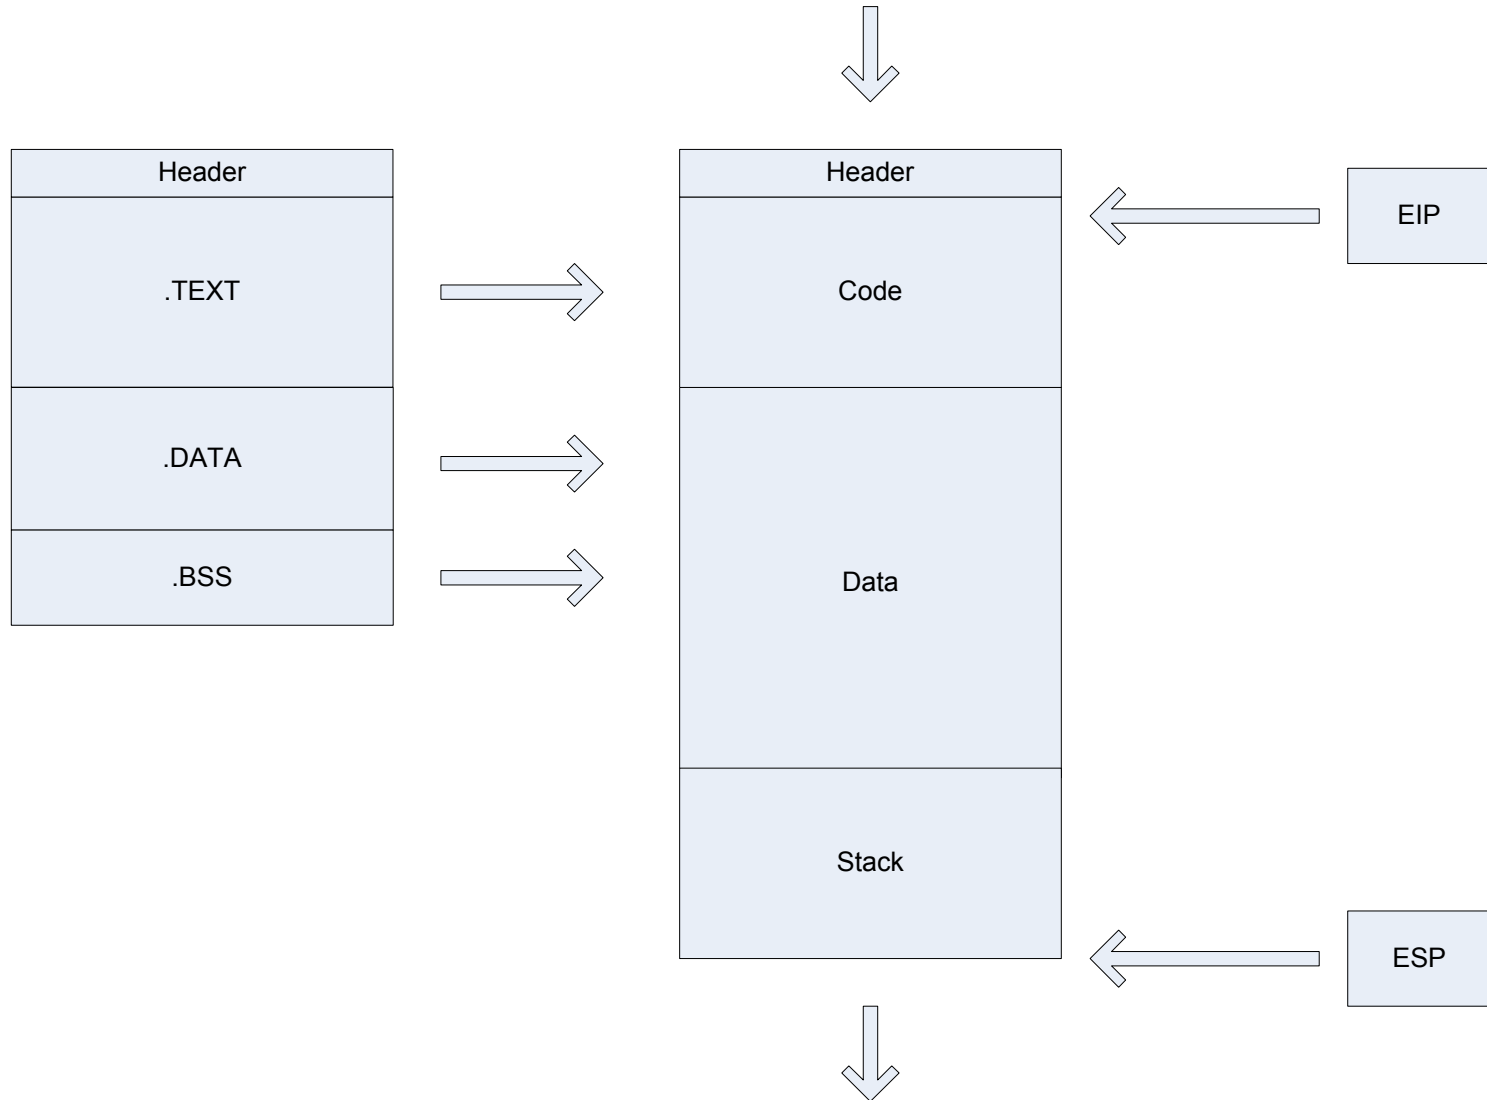 Header
.TEXT
.DATA
.BSS
Header
Code
Data
Stack
EIP
ESP